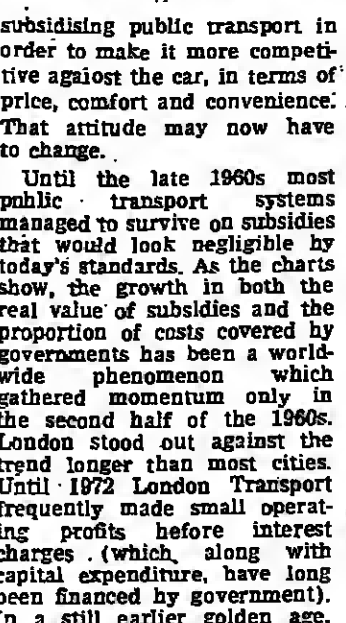 subsidising public transport in
order to make it more competi-
tive against the car, in terms of
price, comfort and convenience.
That attitude may now have
to change.
Until the late 1960s most
public transport systems
managed to survive on subsidies
that would look negligible by
today's standards. As the charts
show, the growth in both the
real value of subsidies and the
proportion of costs covered by
governments has been a world-
wide phenomenon which
gathered momentum only in
the second half of the 1960s.
London stood out against the
trend longer than most cities.
Until 1972 London Transport
frequently made small operat-
ing profits before interest
charges (which, along with
capital expenditure, have long
been financed by government).
In a still earlier golden age,